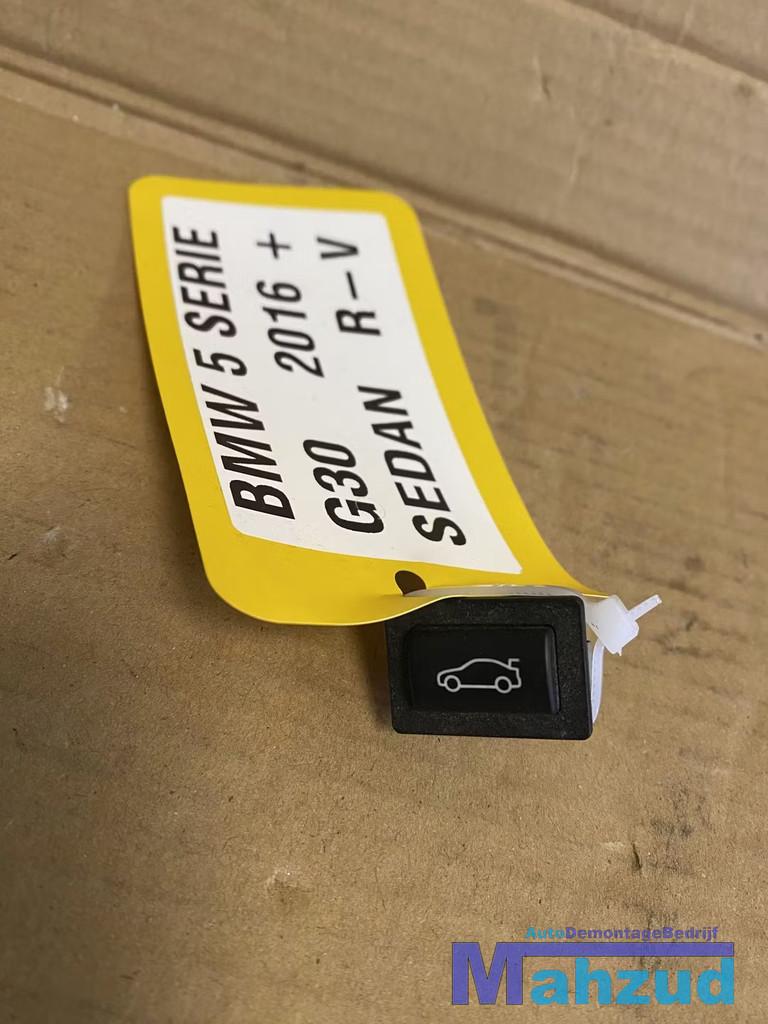 BMW 5 SERIE
G30 2016 +
SEDAN R-V
AutoDemontageBedrijf
Mahzud